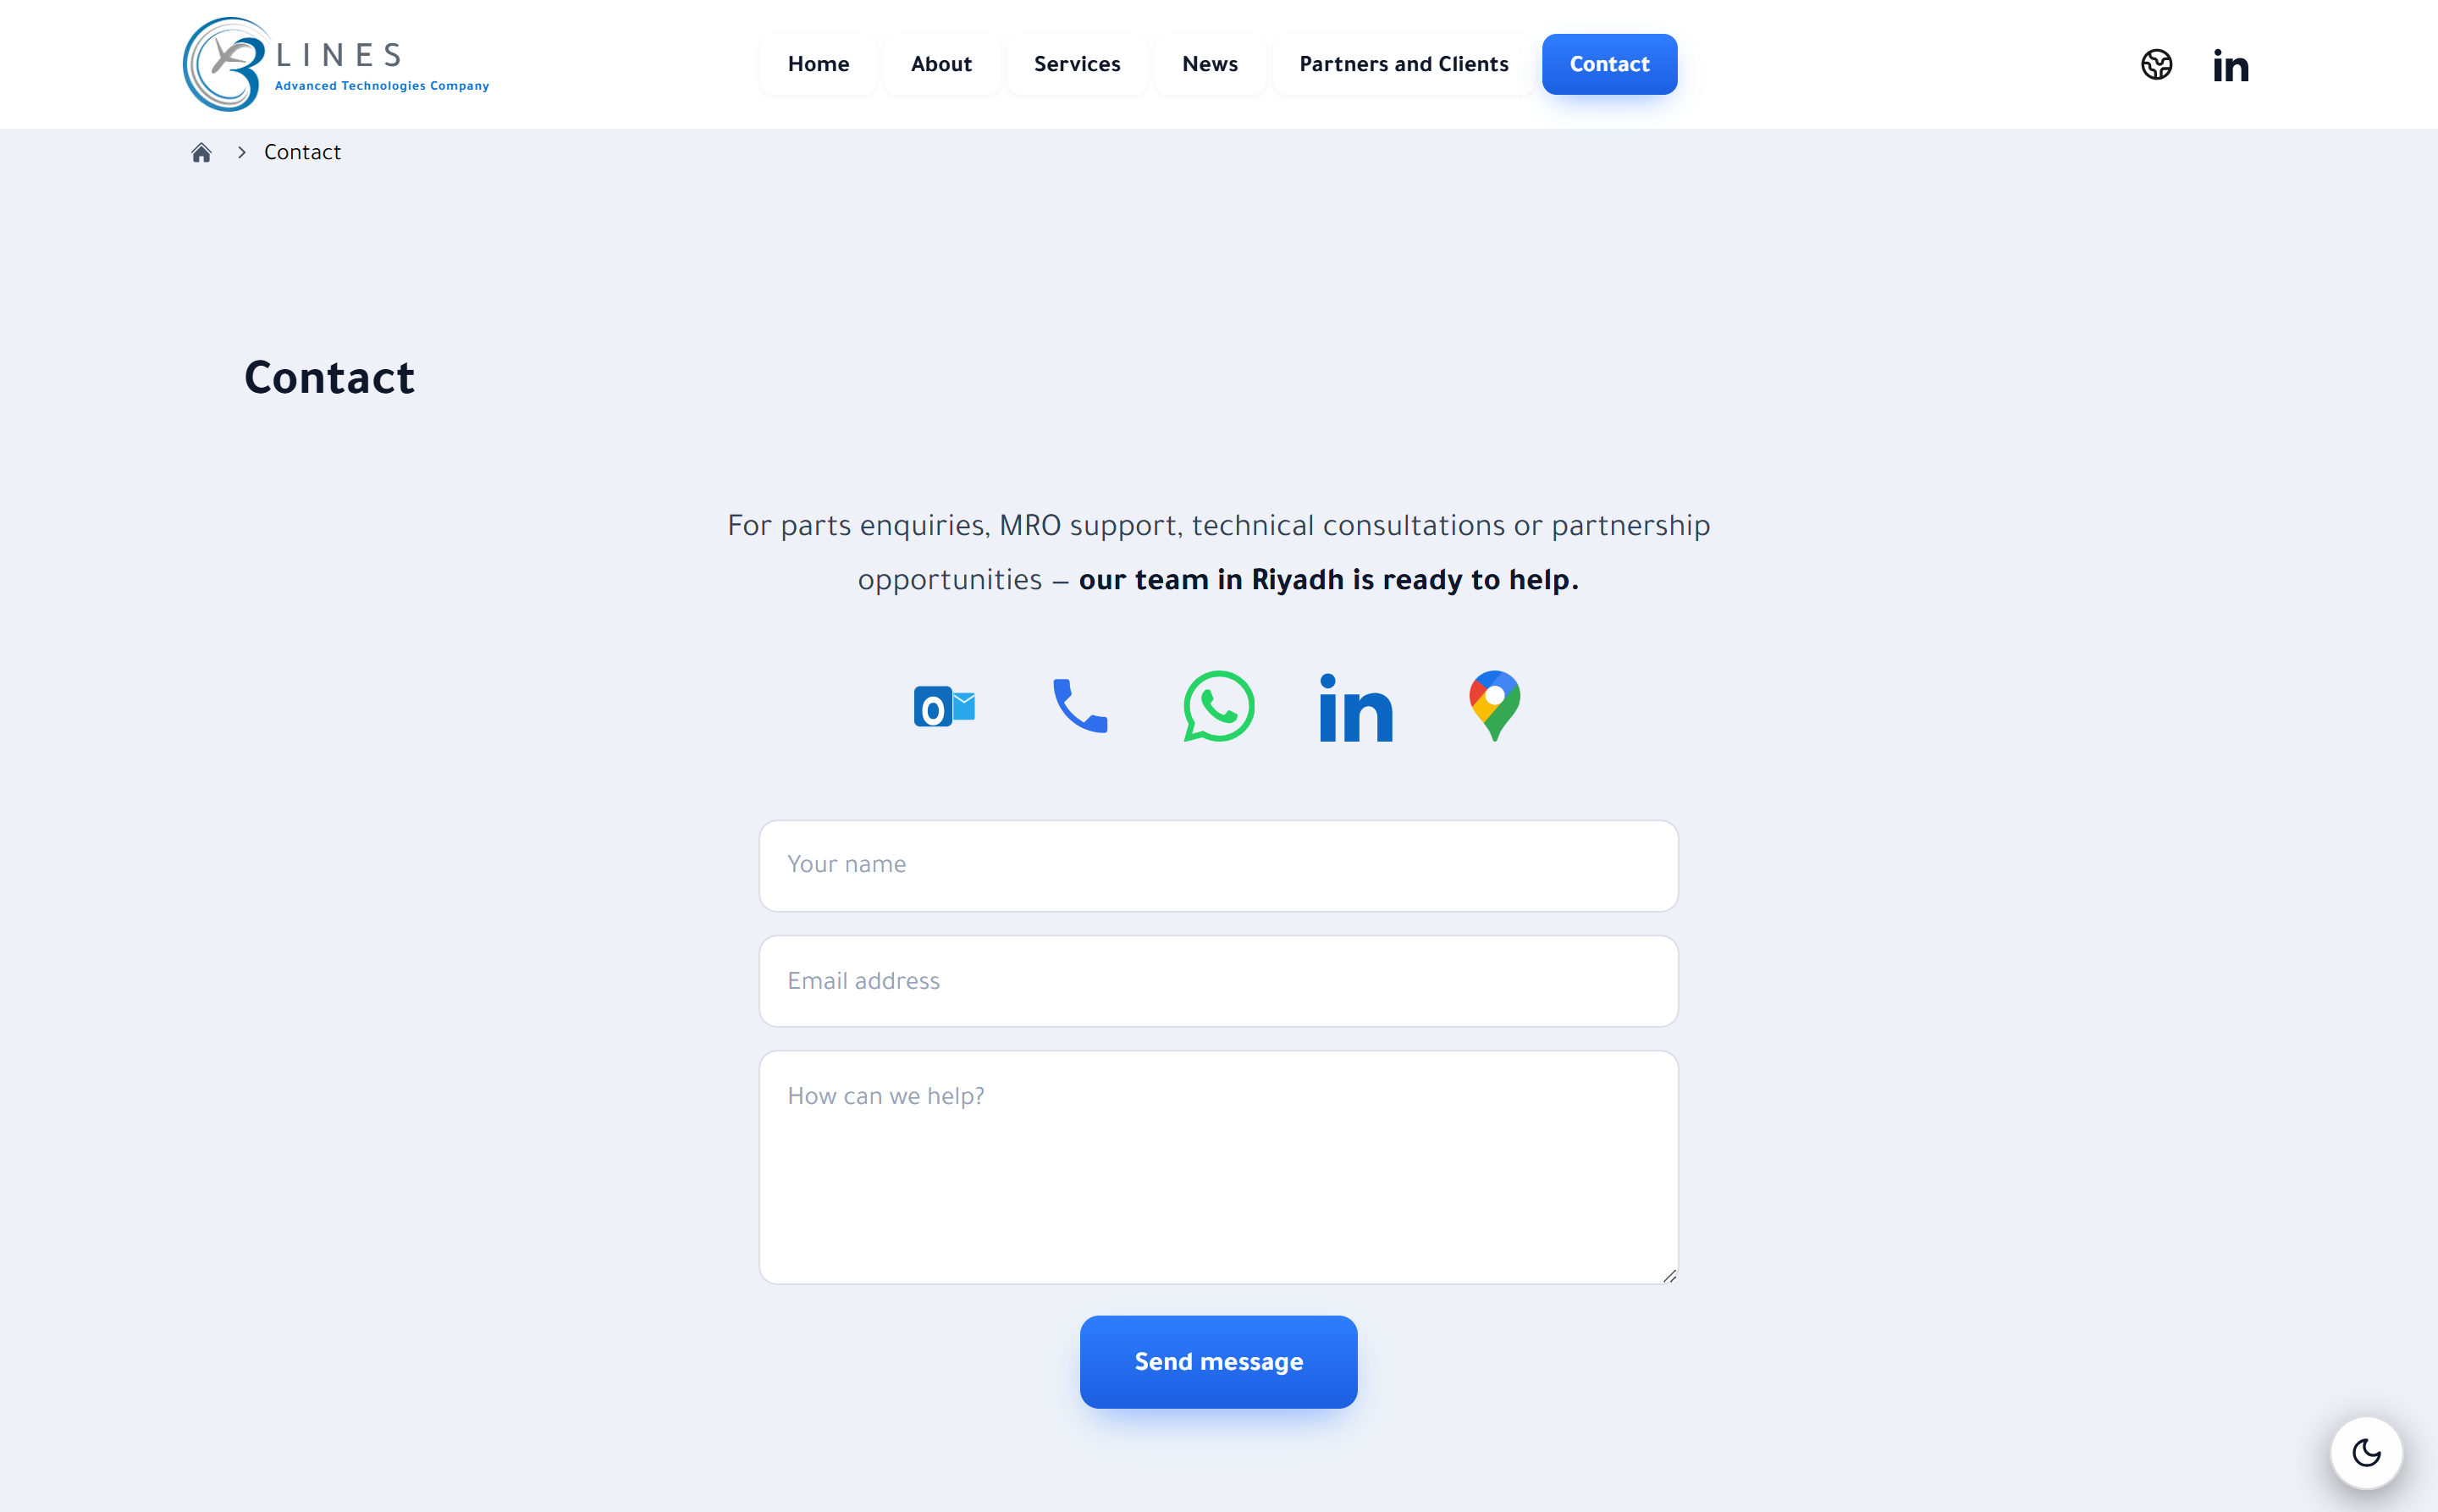 3 LINES
Advanced Technologies Company
Home
About
Services
News
Partners and Clients
Contact
in
Contact
Contact
For parts enquiries, MRO support, technical consultations or partnership
opportunities – our team in Riyadh is ready to help.
O
in
Your name
Email address
How can we help?
Send message